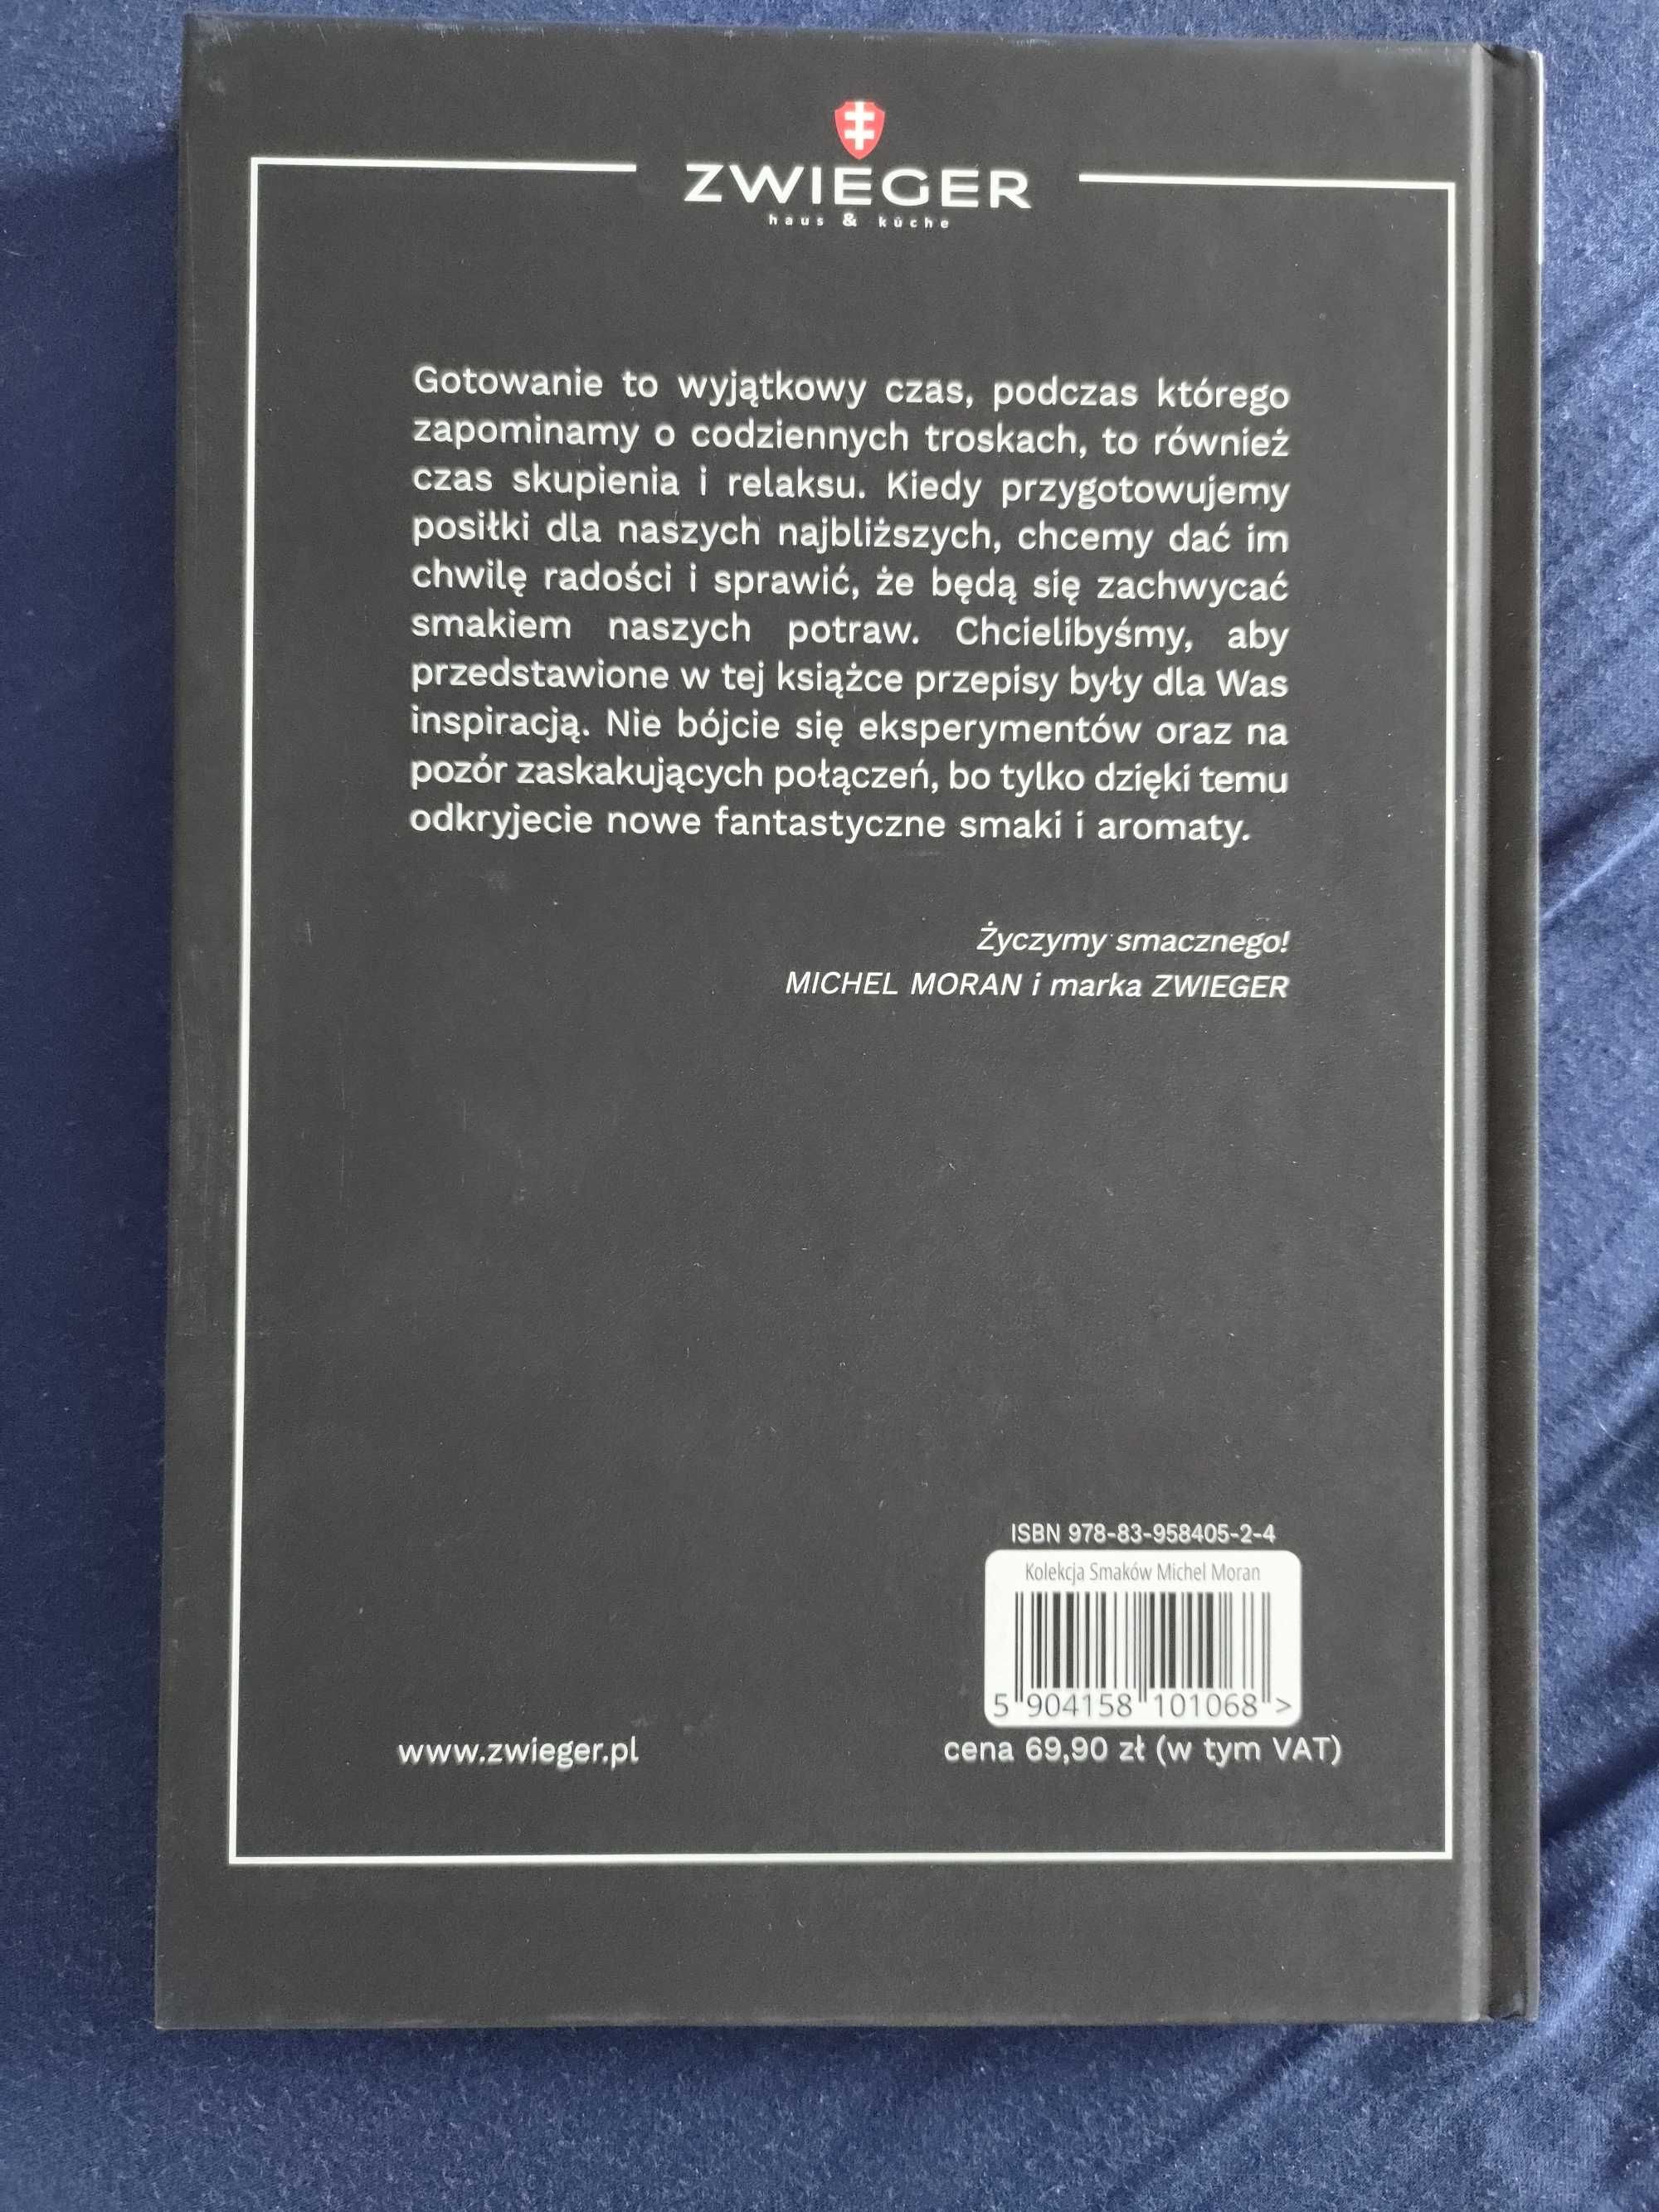 ZWIEGER
haus & küche
Gotowanie to wyjątkowy czas, podczas którego
zapominamy o codziennych troskach, to również
czas skupienia i relaksu. Kiedy przygotowujemy
posiłki dla naszych najbliższych, chcemy dać im
chwilę radości i sprawić, że będą się zachwycać
smakiem naszych potraw. Chcielibyśmy, aby
przedstawione w tej książce przepisy były dla Was
inspiracją. Nie bójcie się eksperymentów oraz na
pozór zaskakujących połączeń, bo tylko dzięki temu
odkryjecie nowe fantastyczne smaki i aromaty.
Życzymy smacznego!
MICHEL MORAN i marka ZWIEGER
ISBN 978-83-958405-2-4
Kolekcja Smaków Michel Moran
5 904158 101068 >
www.zwieger.pl
cena 69,90 zł (w tym VAT)